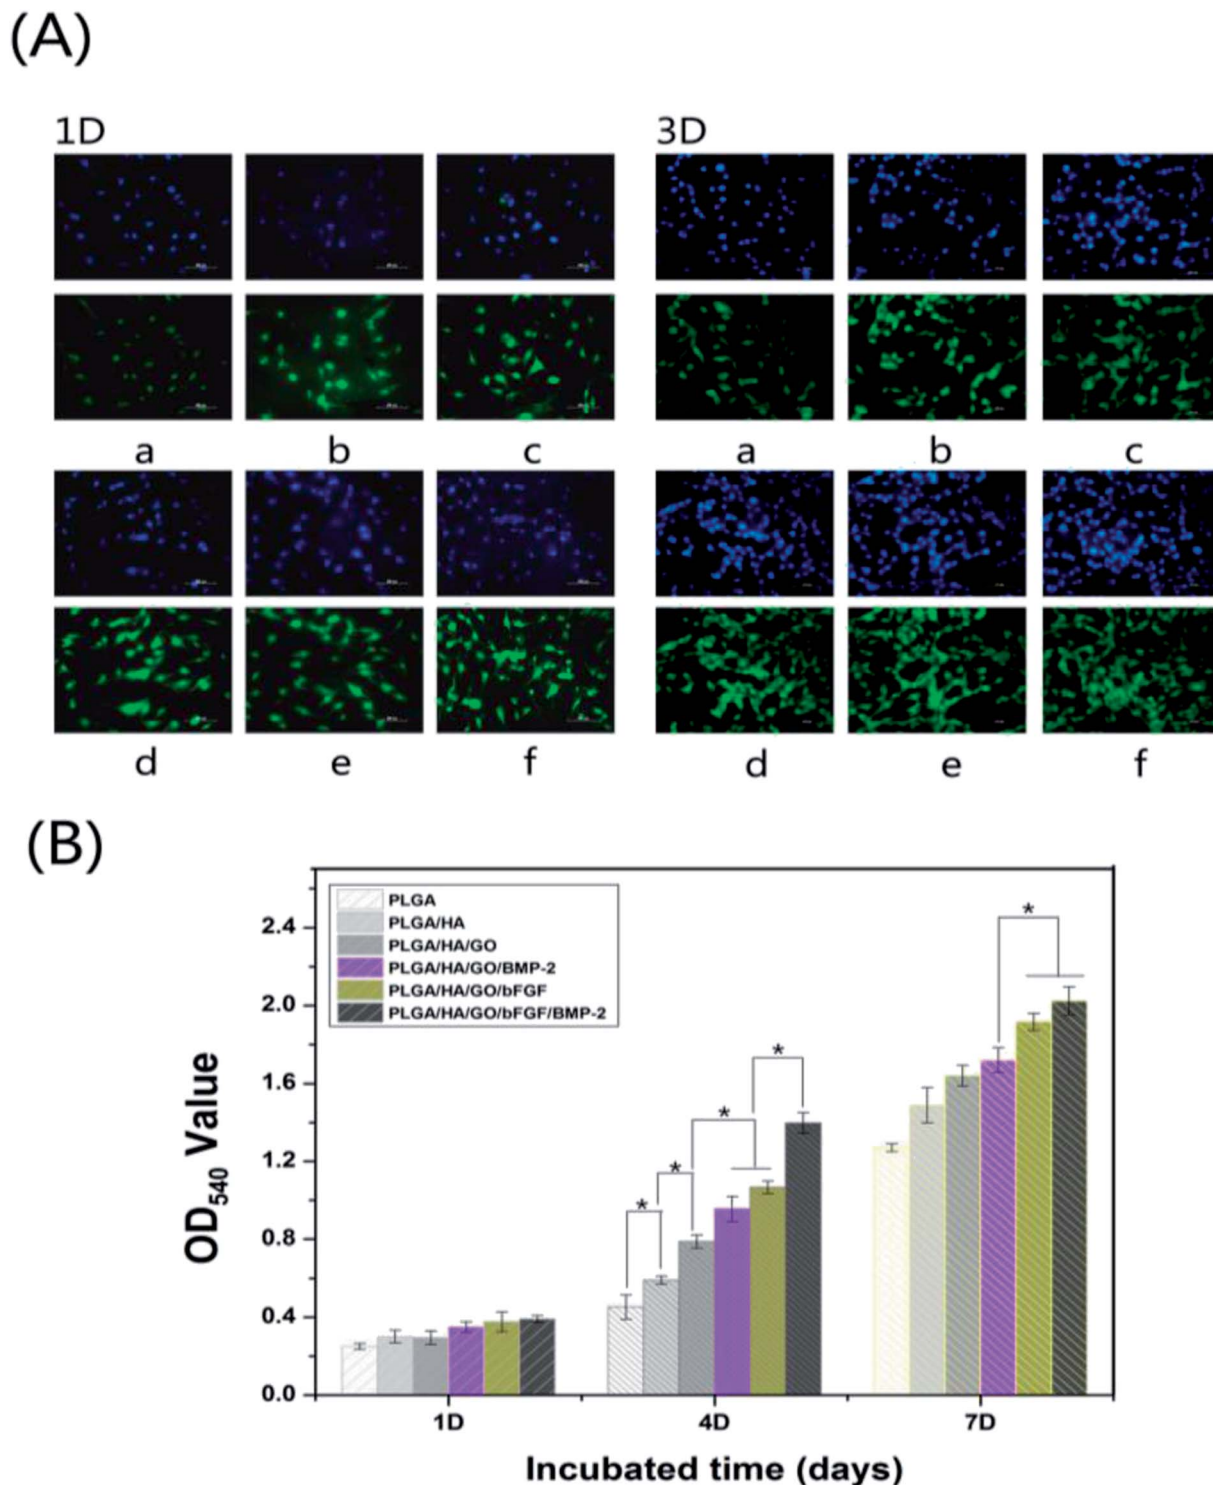 (A)
1D 3D
a b c a b c
d e f d e f
(B)
PLGA
PLGA/HA
PLGA/HA/GO
PLGA/HA/GO/BMP-2
PLGA/HA/GO/bFGF
PLGA/HA/GO/bFGF/BMP-2
2.4
2.0
1.6
1.2
0.8
0.4
0.0
OD540 Value
* * * * *
1D 4D 7D
Incubated time (days)